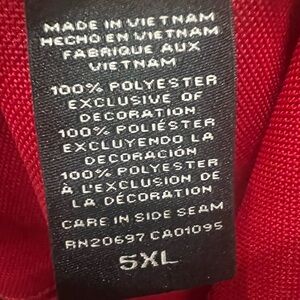 MADE IN VIETNAM
HECHO EN VIETNAM
FABRIQUE AUX
VIETNAM
100% POLYESTER
EXCLUSIVE OF
DECORATION
100% POLIÉSTER
EXCLUYENDO LA
DECORACIÓN
100% POLYESTER
À L'EXCLUSION DE
LA DÉCORATION
CARE IN SIDE SEAM
RN20697 CA01095
5XL